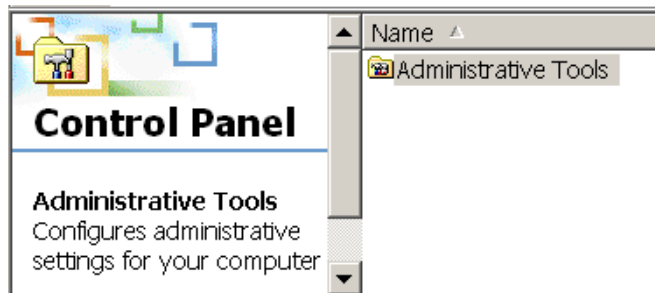 Control Panel
Administrative Tools
Configures administrative
settings for your computer
Name
Administrative Tools